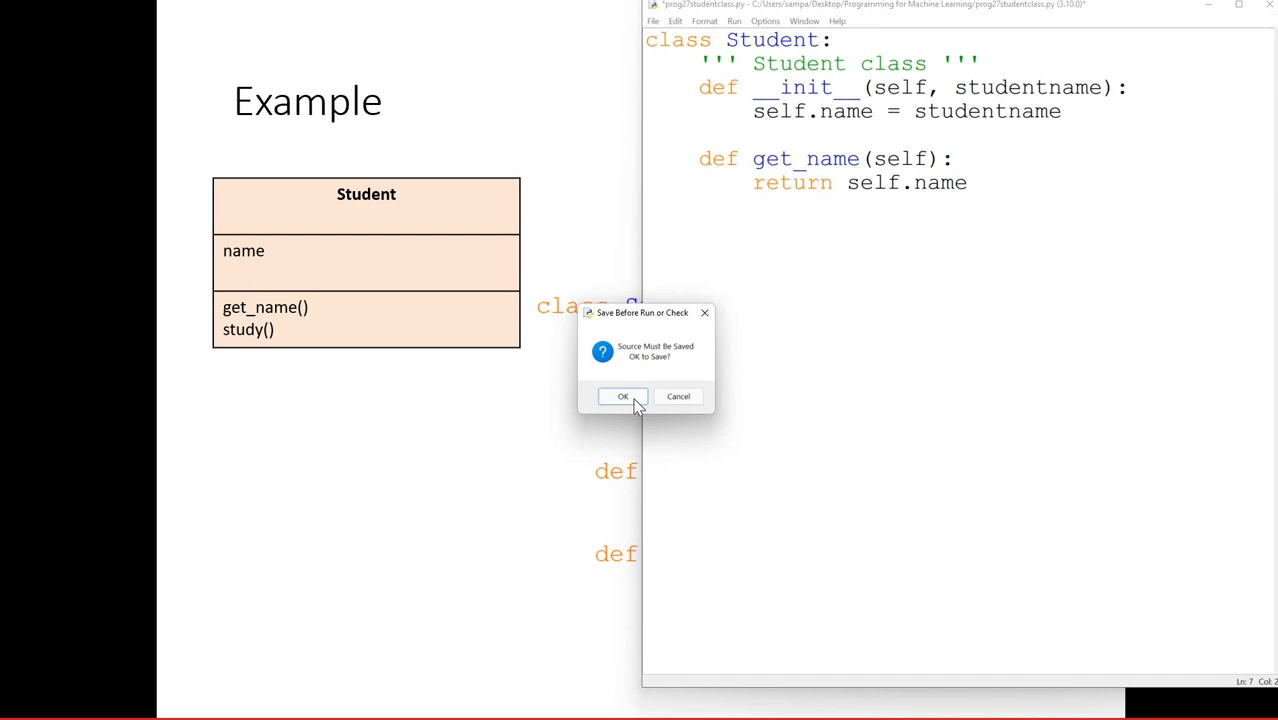 *prog27studentclass.py - C:/Users/sampa/Desktop/Programming for Machine Learning/prog27studentclass.py (3.10.0)*
File Edit Format Run Options Window Help
Example
Student
name
get_name()
study()
class S
def
def
class Student:
''' Student class '''
def __init__(self, studentname):
self.name = studentname
def get_name(self):
return self.name
Save Before Run or Check
Source Must Be Saved
OK to Save?
OK Cancel
Ln: 7 Col: 2